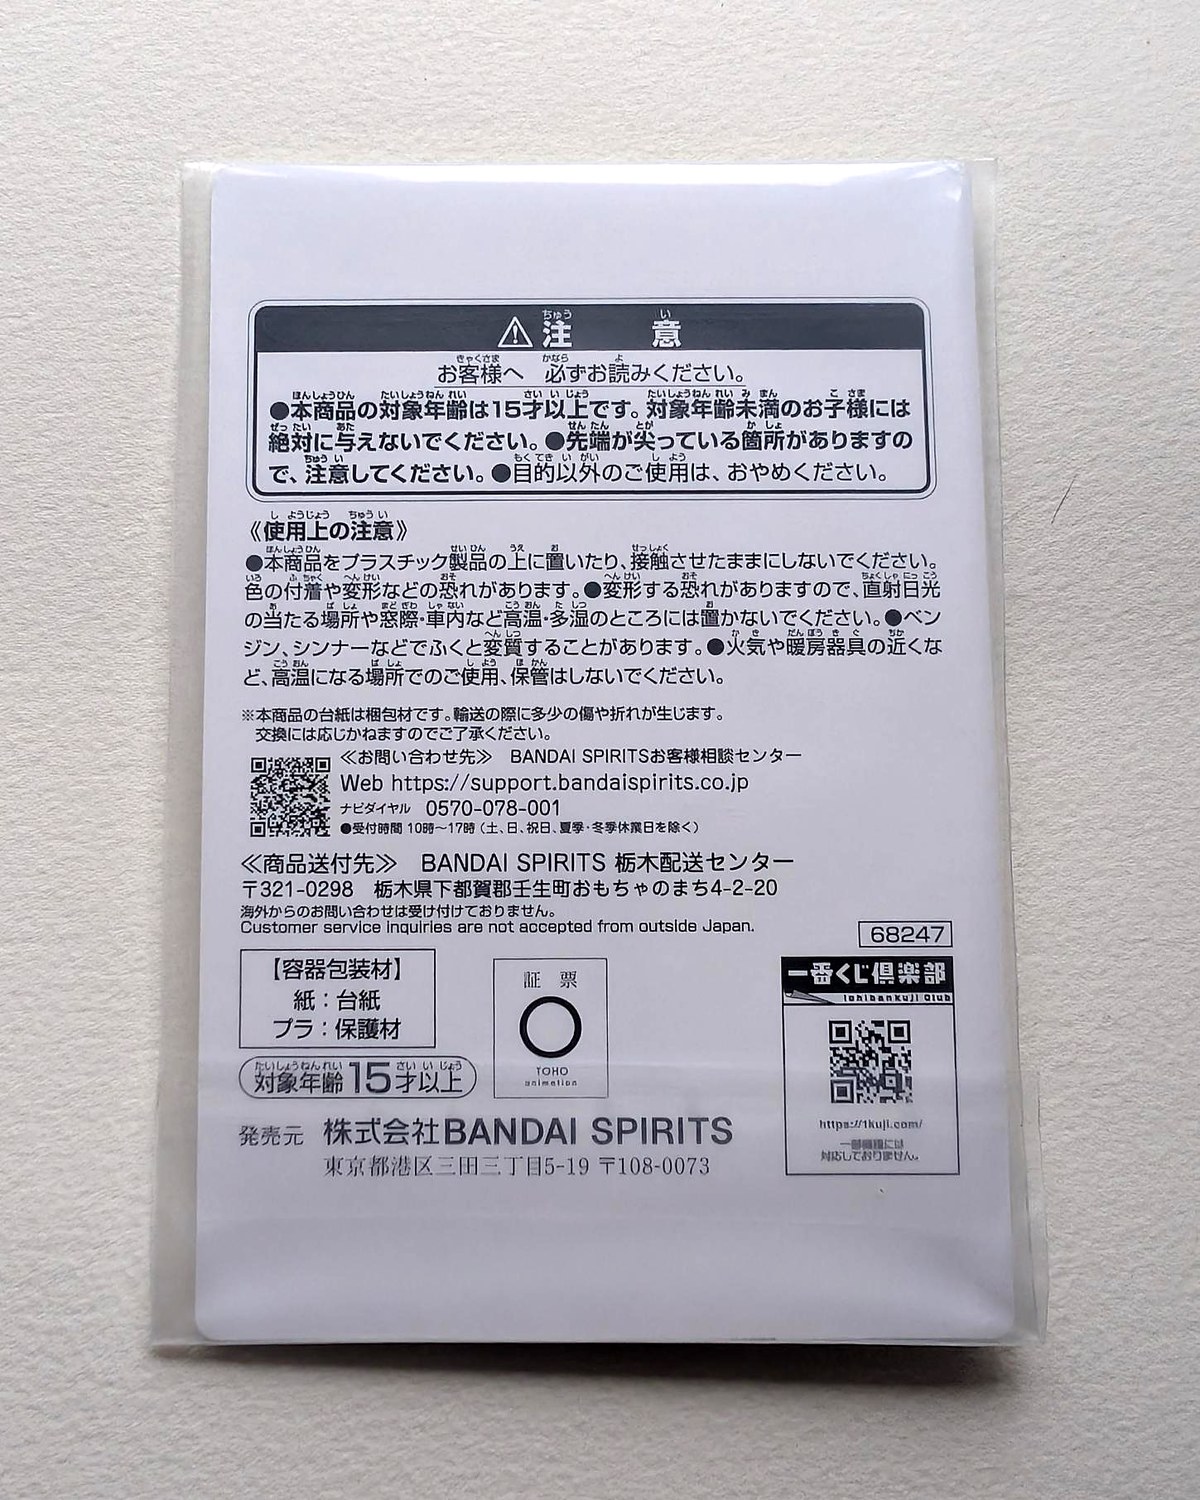 ⚠注意
お客様へ 必ずお読みください。
●本商品の対象年齢は15才以上です。対象年齢未満のお子様には
絶対に与えないでください。●先端が尖っている箇所がありますの
で、注意してください。●目的以外のご使用は、おやめください。
《使用上の注意》
●本商品をプラスチック製品の上に置いたり、接触させたままにしないでください。
色の付着や変形などの恐れがあります。●変形する恐れがありますので、直射日光
の当たる場所や窓際・車内など高温・多湿のところには置かないでください。●ベン
ジン、シンナーなどでふくと変質することがあります。●火気や暖房器具の近くな
ど、高温になる場所でのご使用、保管はしないでください。
※本商品の台紙は梱包材です。輸送の際に多少の傷や折れが生じます。
交換には応じかねますのでご了承ください。
≪お問い合わせ先≫ BANDAI SPIRITSお客様相談センター
Web https://support.bandaispirits.co.jp
ナビダイヤル 0570-078-001
●受付時間 10時～17時（土、日、祝日、夏季・冬季休業日を除く）
≪商品送付先≫ BANDAI SPIRITS 栃木配送センター
〒321-0298 栃木県下都賀郡壬生町おもちゃのまち4-2-20
海外からのお問い合わせは受け付けておりません。
Customer service inquiries are not accepted from outside Japan.
68247
【容器包装材】
紙：台紙
プラ：保護材
対象年齢15才以上
証 票
TOHO
animation
一番くじ倶楽部
Ichibankuji Club
https://1kuji.com/
一部機種には
対応しておりません。
発売元 株式会社BANDAI SPIRITS
東京都港区三田三丁目5-19 〒108-0073